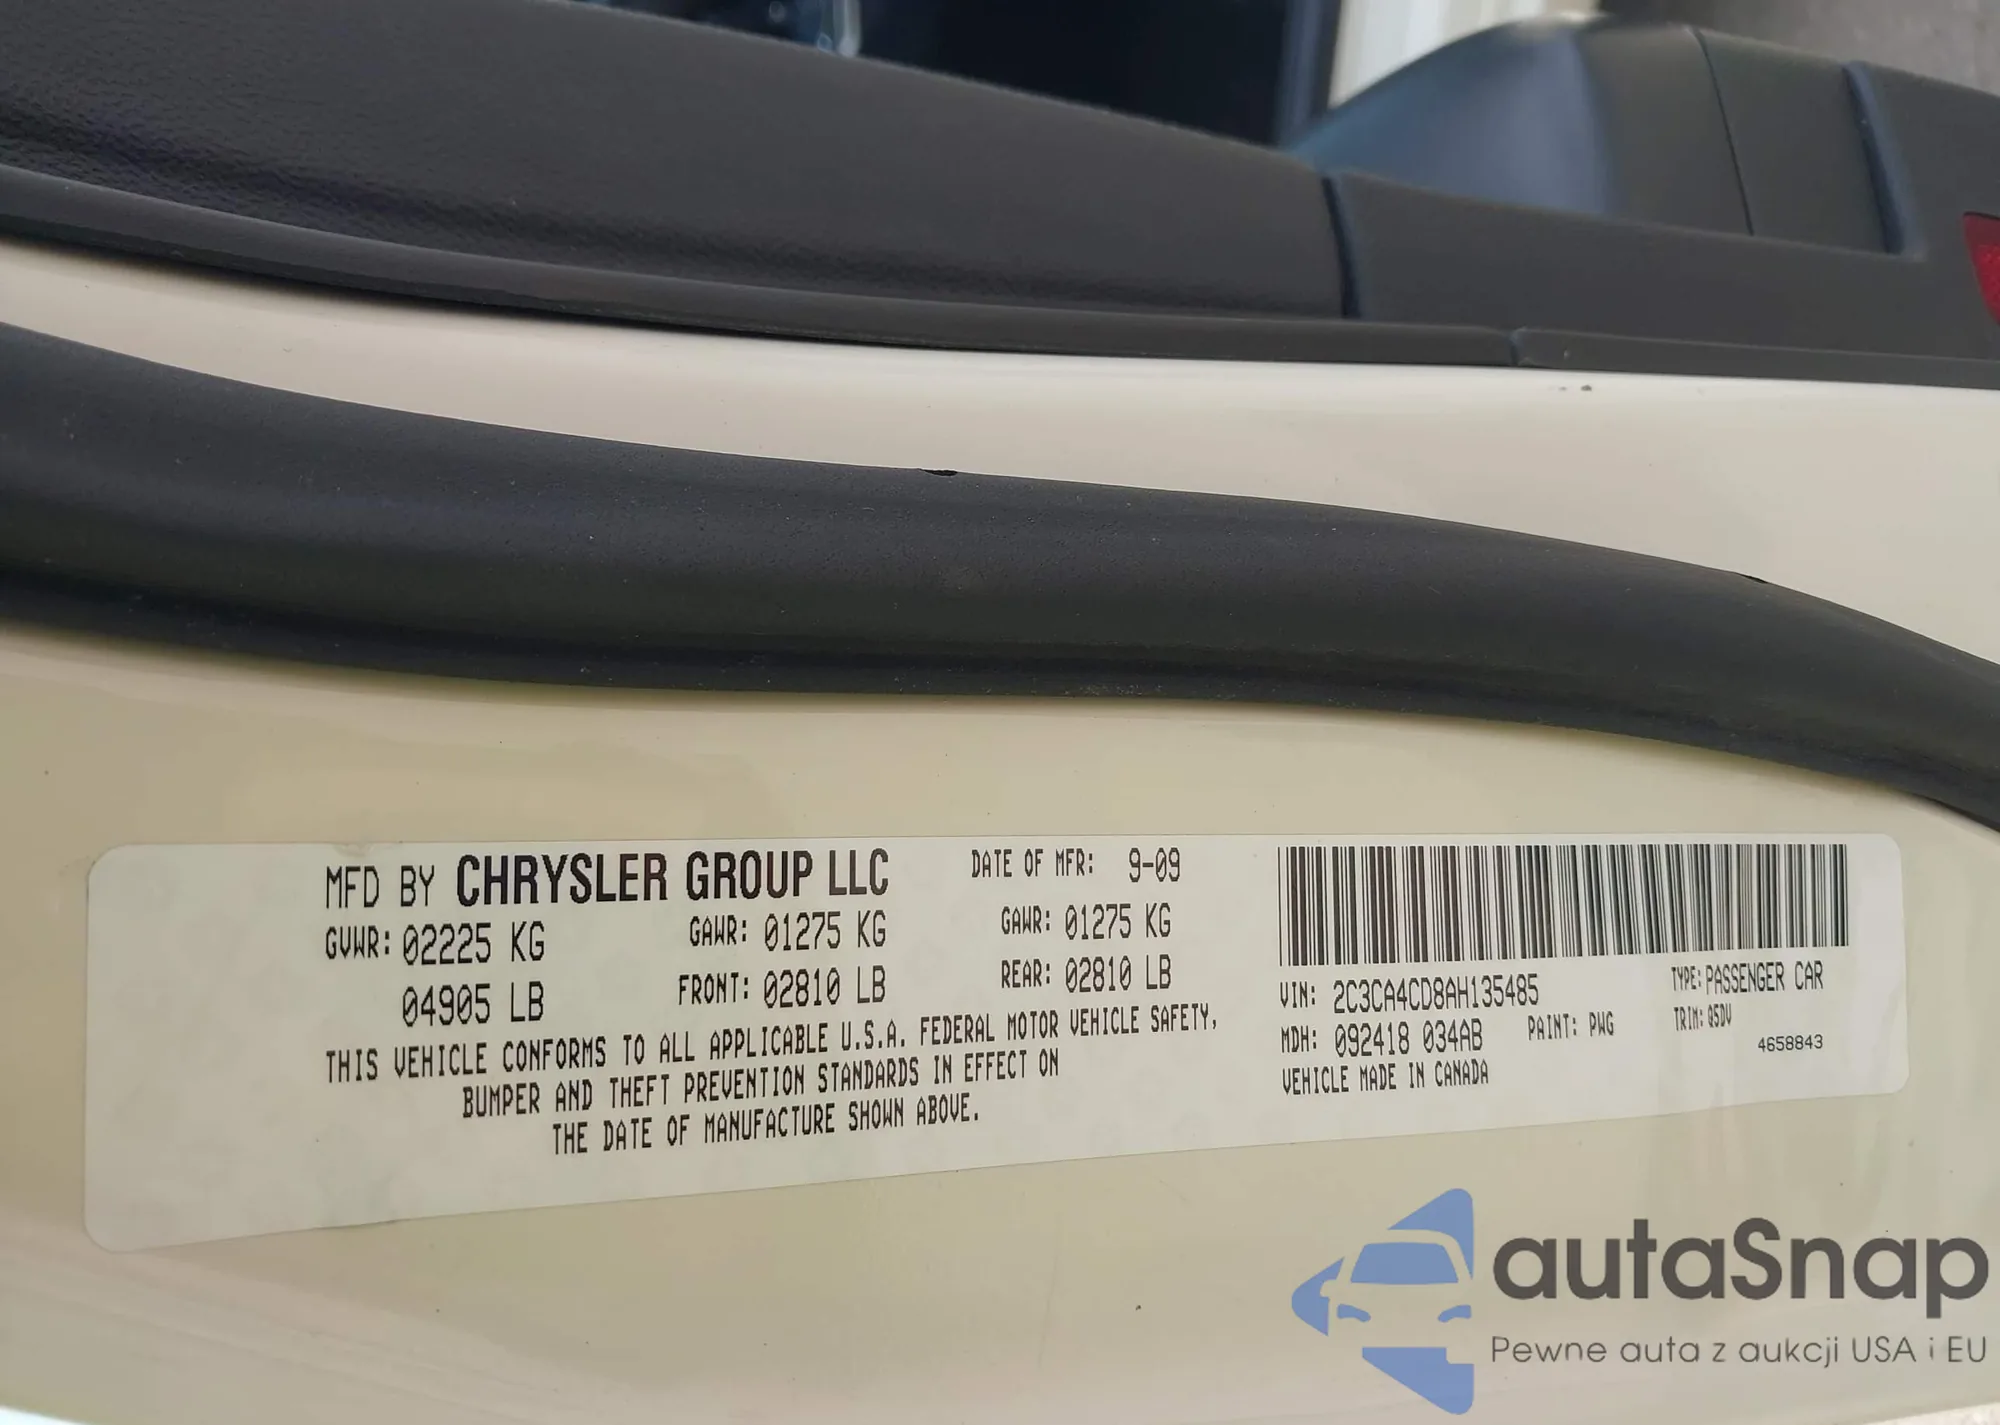 MFD BY CHRYSLER GROUP LLC
DATE OF MFR: 9-09
GVWR: 02225 KG
GAWR: 01275 KG
GAWR: 01275 KG
04905 LB
FRONT: 02810 LB
REAR: 02810 LB
THIS VEHICLE CONFORMS TO ALL APPLICABLE U.S.A. FEDERAL MOTOR VEHICLE SAFETY,
BUMPER AND THEFT PREVENTION STANDARDS IN EFFECT ON
THE DATE OF MANUFACTURE SHOWN ABOVE.
VIN: 2C3CA4CD8AH135485
TYPE: PASSENGER CAR
MDH: 092418 034AB
PAINT: PWG
TRIM: Q5DV
VEHICLE MADE IN CANADA
4658843
autaSnap
Pewne auta z aukcji USA i EU